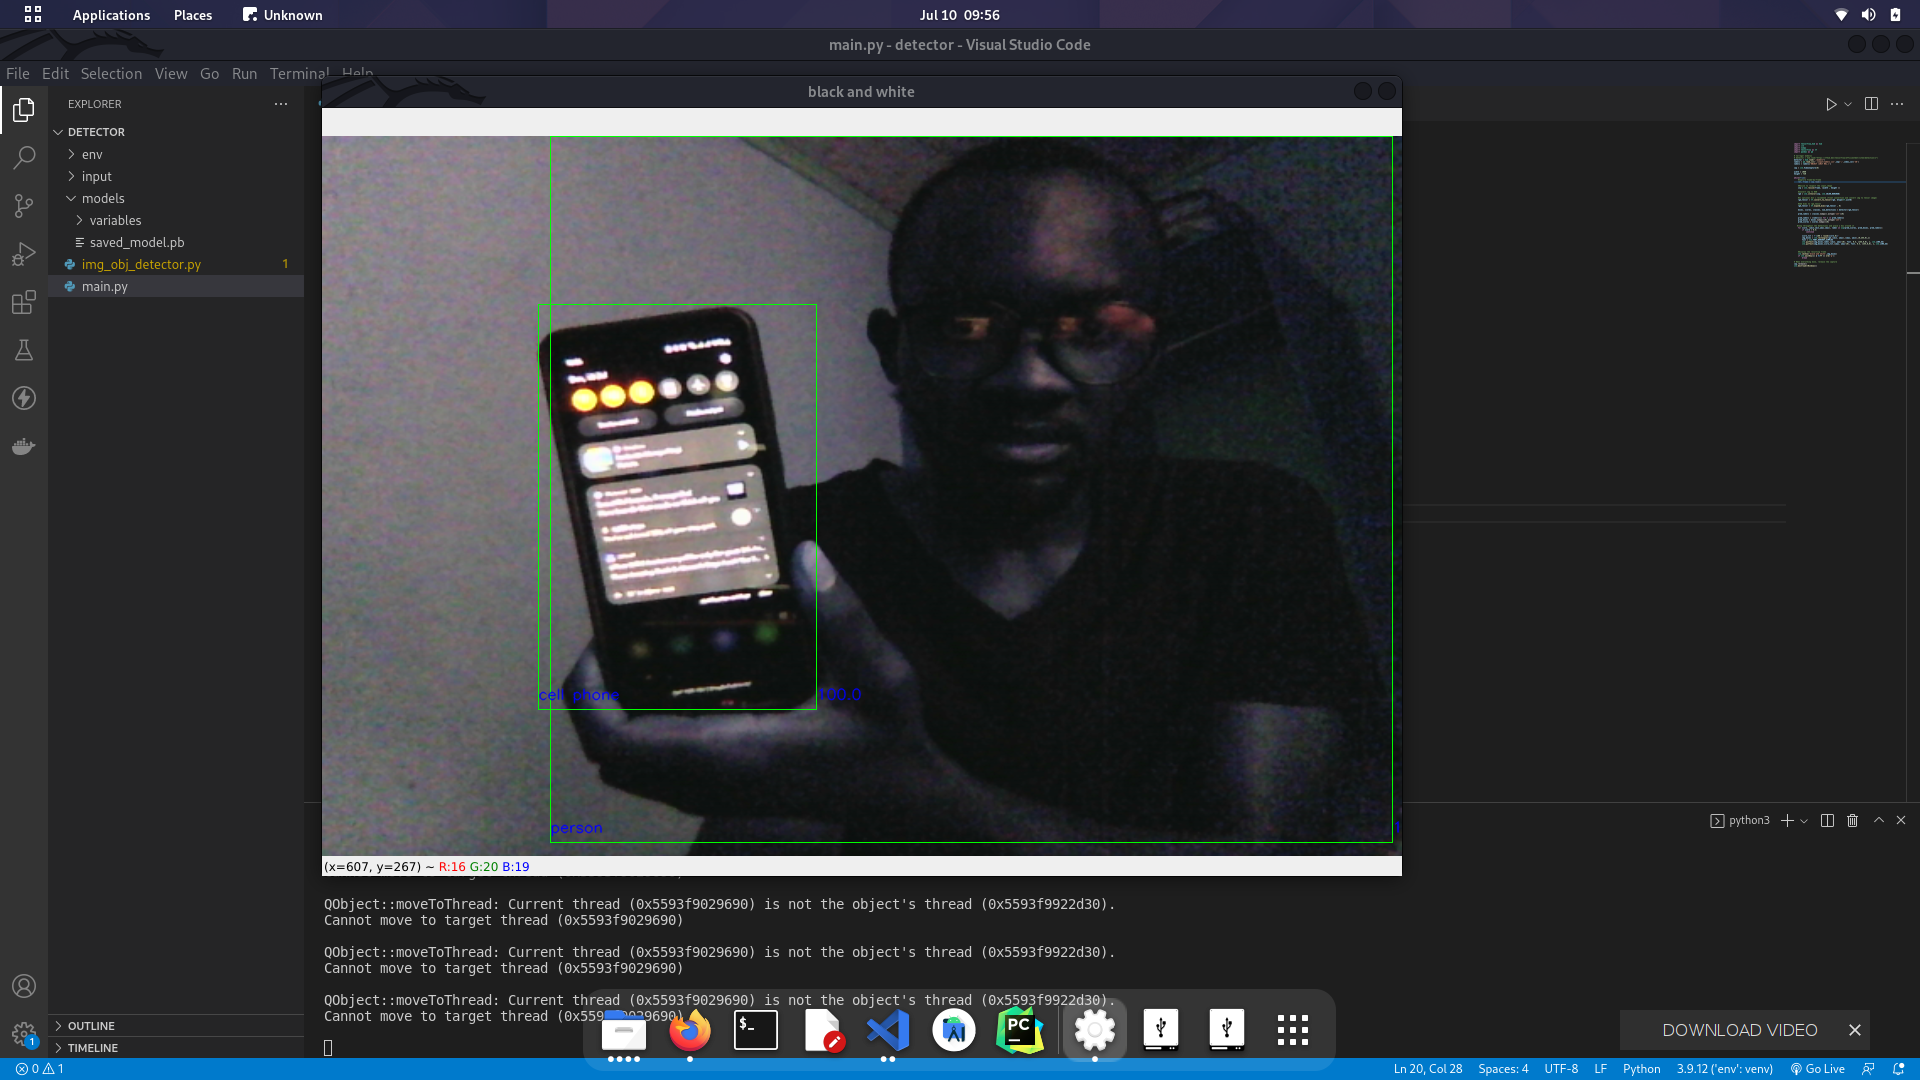 Applications Places Unknown
Jul 10 09:56
main.py - detector - Visual Studio Code
File Edit Selection View Go Run Terminal Help
EXPLORER
black and white
DETECTOR
env
input
models
variables
saved_model.pb
img_obj_detector.py 1
main.py
cell phone 100.0
person
(x=607, y=267) ~ R:16 G:20 B:19
python3
QObject::moveToThread: Current thread (0x5593f9029690) is not the object's thread (0x5593f9922d30).
Cannot move to target thread (0x5593f9029690)
QObject::moveToThread: Current thread (0x5593f9029690) is not the object's thread (0x5593f9922d30).
Cannot move to target thread (0x5593f9029690)
QObject::moveToThread: Current thread (0x5593f9029690) is not the object's thread (0x5593f9922d30).
Cannot move to target thread (0x5593f9029690)
OUTLINE
TIMELINE
$_
PC
DOWNLOAD VIDEO
1
0 1
Ln 20, Col 28 Spaces: 4 UTF-8 LF Python 3.9.12 ('env': venv) Go Live